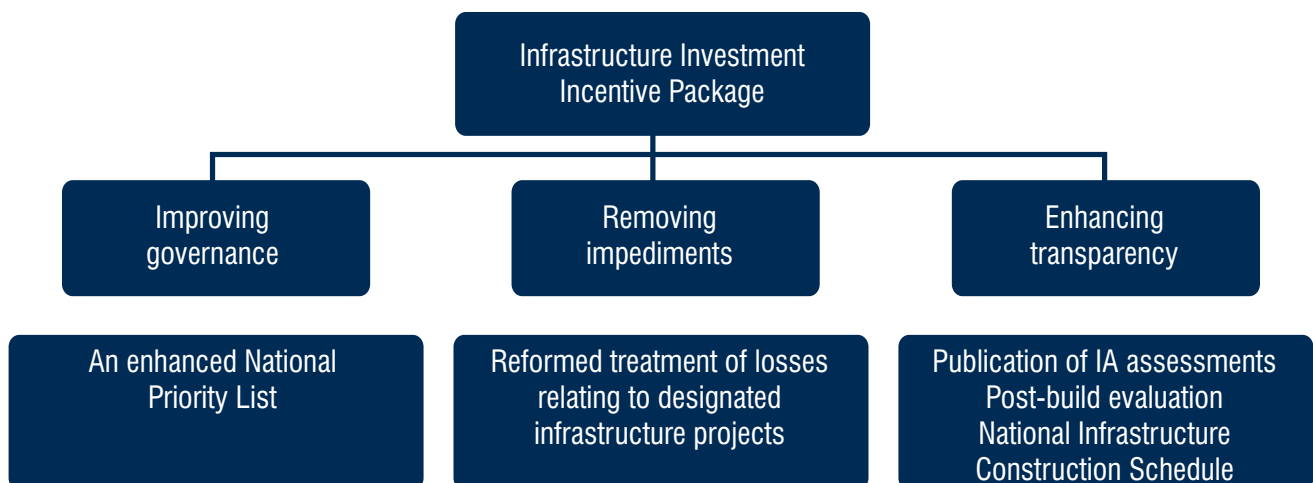 Infrastructure Investment
Incentive Package
Improving
governance
Removing
impediments
Enhancing
transparency
An enhanced National
Priority List
Reformed treatment of losses
relating to designated
infrastructure projects
Publication of IA assessments
Post-build evaluation
National Infrastructure
Construction Schedule